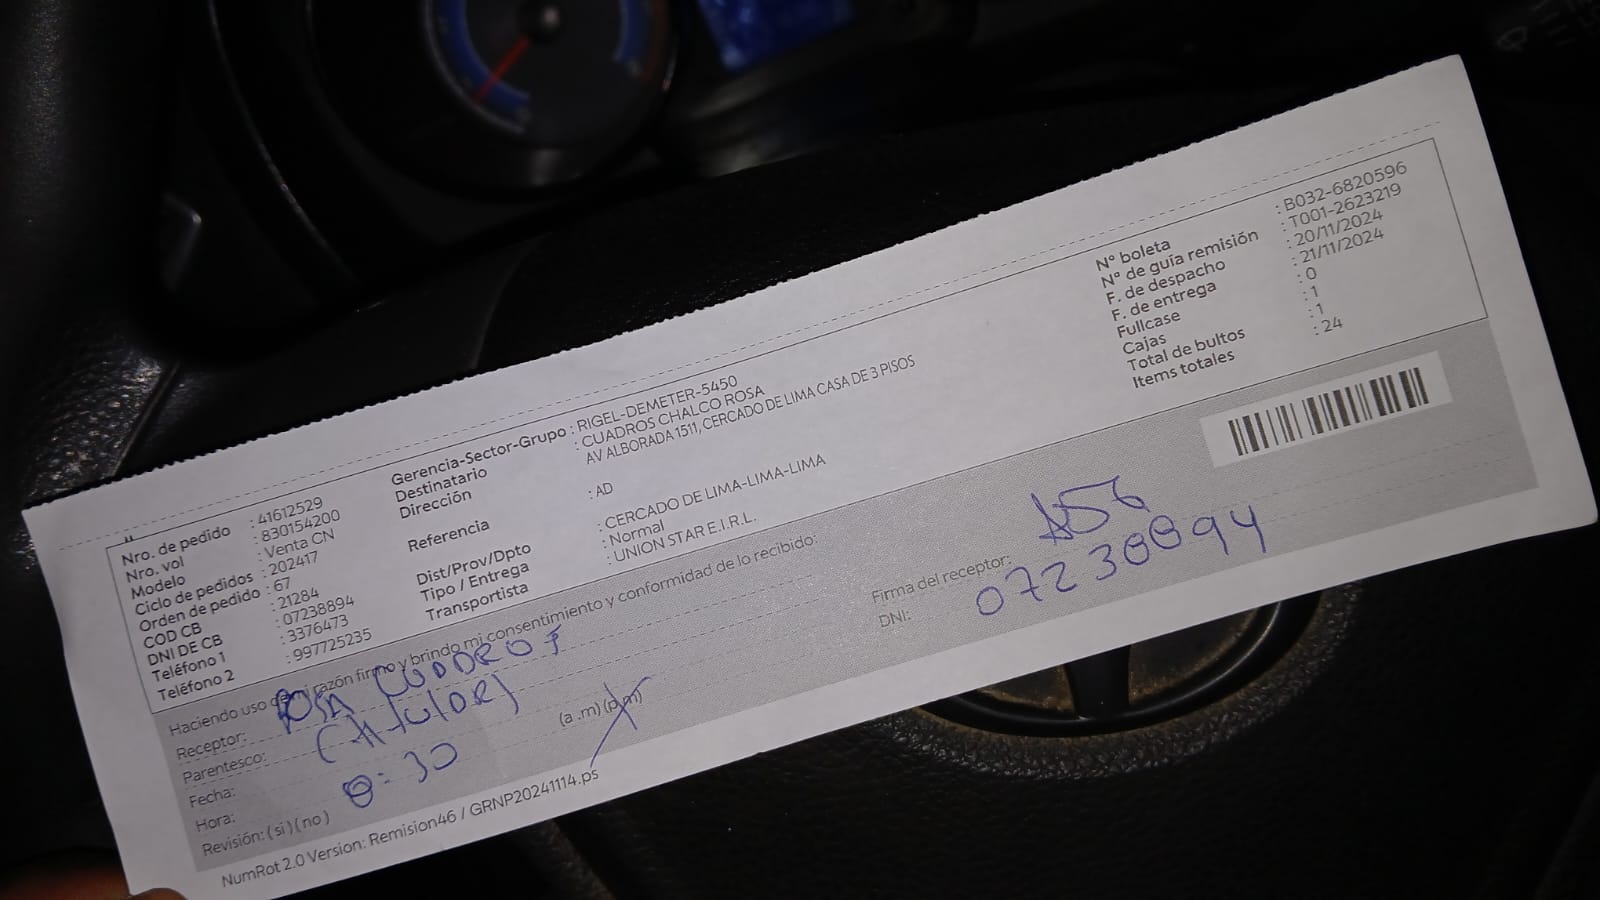 Nro. de pedido : 41612529
Nro. vol : 830154200
Modelo : Venta CN
Ciclo de pedidos : 202417
Orden de pedido : 67
COD CB : 21284
DNI DE CB : 07238894
Teléfono 1 : 3376473
Teléfono 2 : 997725235
Gerencia-Sector-Grupo : RIGEL-DEMETER-5450
Destinatario : CUADROS CHALCO ROSA
Dirección AV ALBORADA 1511, CERCADO DE LIMA CASA DE 3 PISOS
Referencia : AD
Dist/Prov/Dpto : CERCADO DE LIMA-LIMA-LIMA
Tipo / Entrega : Normal
Transportista : UNION STAR E.I.R.L.
N° boleta : B032-6820596
N° de guía remisión : T001-2623219
F. de despacho : 20/11/2024
F. de entrega : 21/11/2024
Fullcase : 0
Cajas : 1
Total de bultos : 1
Items totales : 24
Haciendo uso de mi razón firmo y brindo mi consentimiento y conformidad de lo recibido:
Receptor: ROSA CUADROS
Parentesco: (TITULAR)
Fecha:
Hora: 8:30 (a.m)(p.m)
Revisión: (si)(no)
Firma del receptor:
DNI: 07238894
NumRot 2.0 Version: Remision46 / GRNP20241114.ps